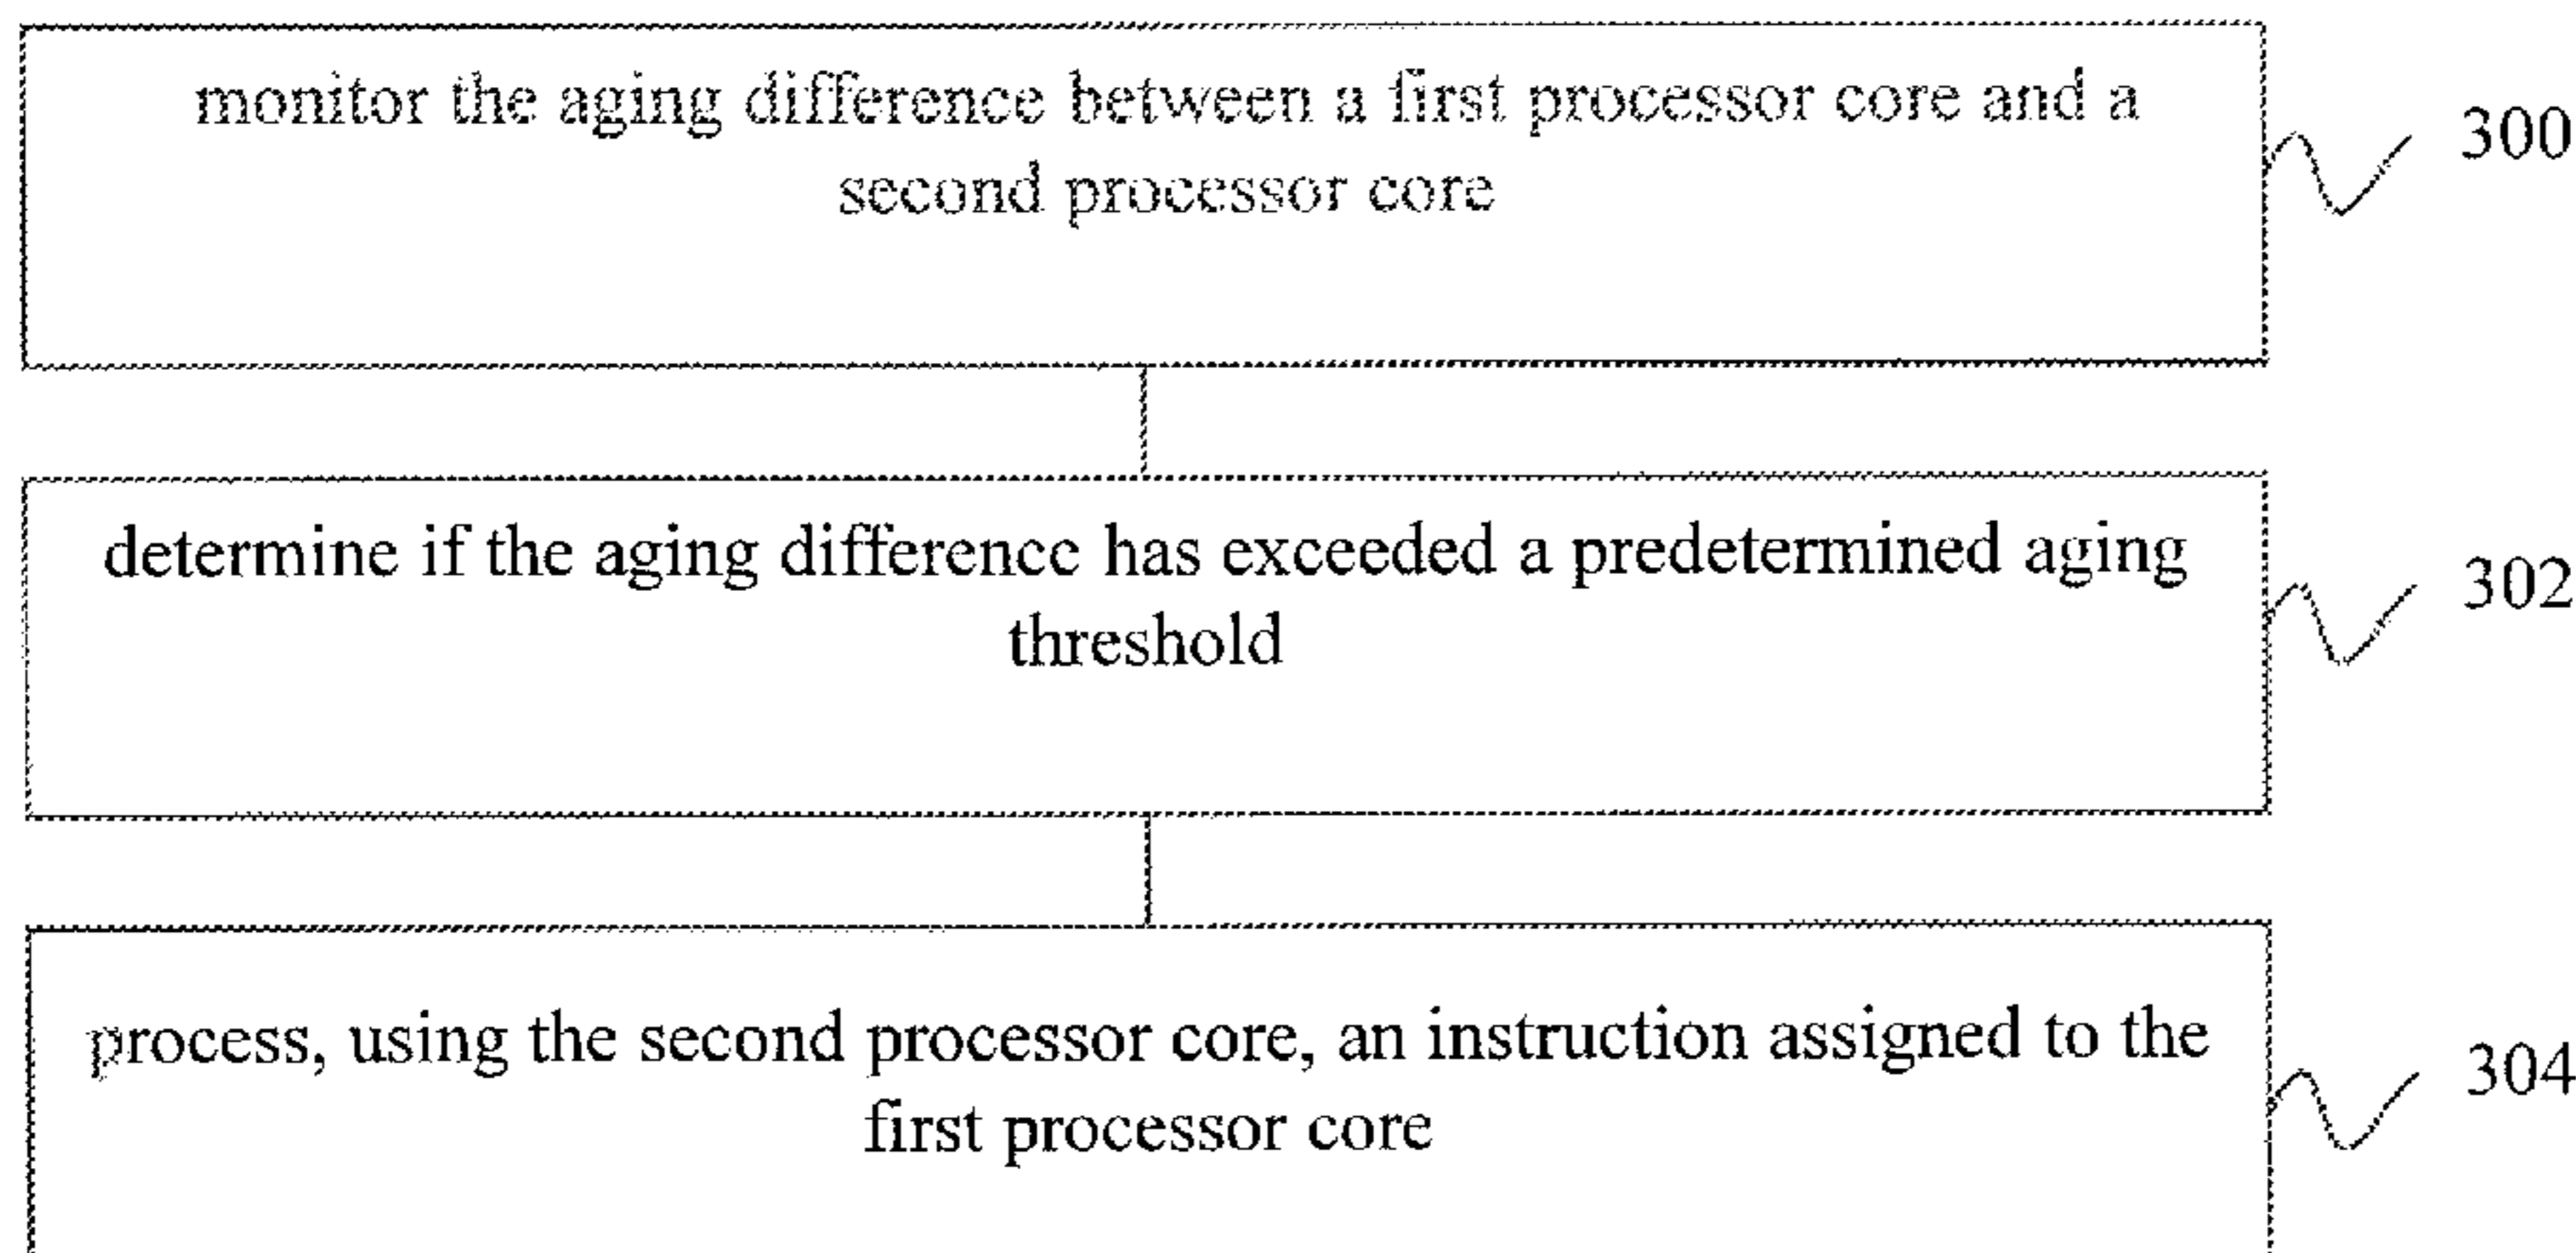 monitor the aging difference between a first processor core and a
second processor core
300
determine if the aging difference has exceeded a predetermined aging
threshold
302
process, using the second processor core, an instruction assigned to the
first processor core
304